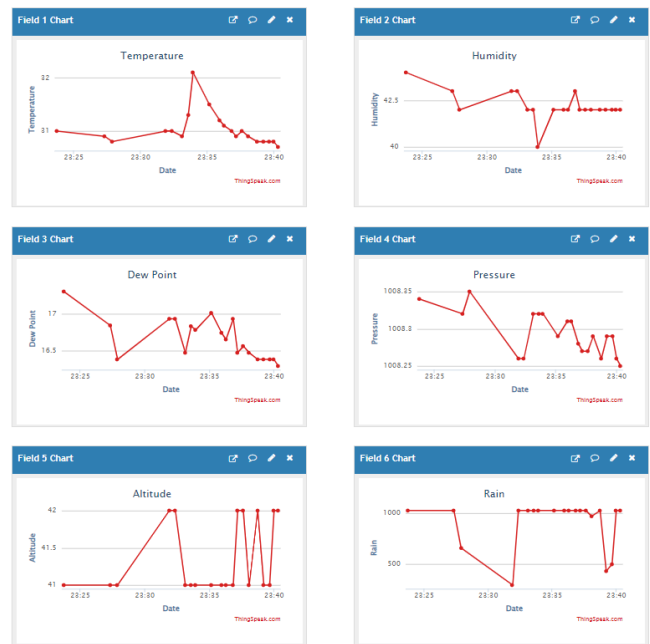 Field 1 Chart
Temperature
Temperature
32
31
23:25 23:30 23:35 23:40
Date
ThingSpeak.com
Field 2 Chart
Humidity
Humidity
42.5
40
23:25 23:30 23:35 23:40
Date
ThingSpeak.com
Field 3 Chart
Dew Point
Dew Point
17
16.5
23:25 23:30 23:35 23:40
Date
ThingSpeak.com
Field 4 Chart
Pressure
Pressure
1008.35
1008.3
1008.25
23:25 23:30 23:35 23:40
Date
ThingSpeak.com
Field 5 Chart
Altitude
Altitude
42
41.5
41
23:25 23:30 23:35 23:40
Date
ThingSpeak.com
Field 6 Chart
Rain
Rain
1000
500
23:25 23:30 23:35 23:40
Date
ThingSpeak.com